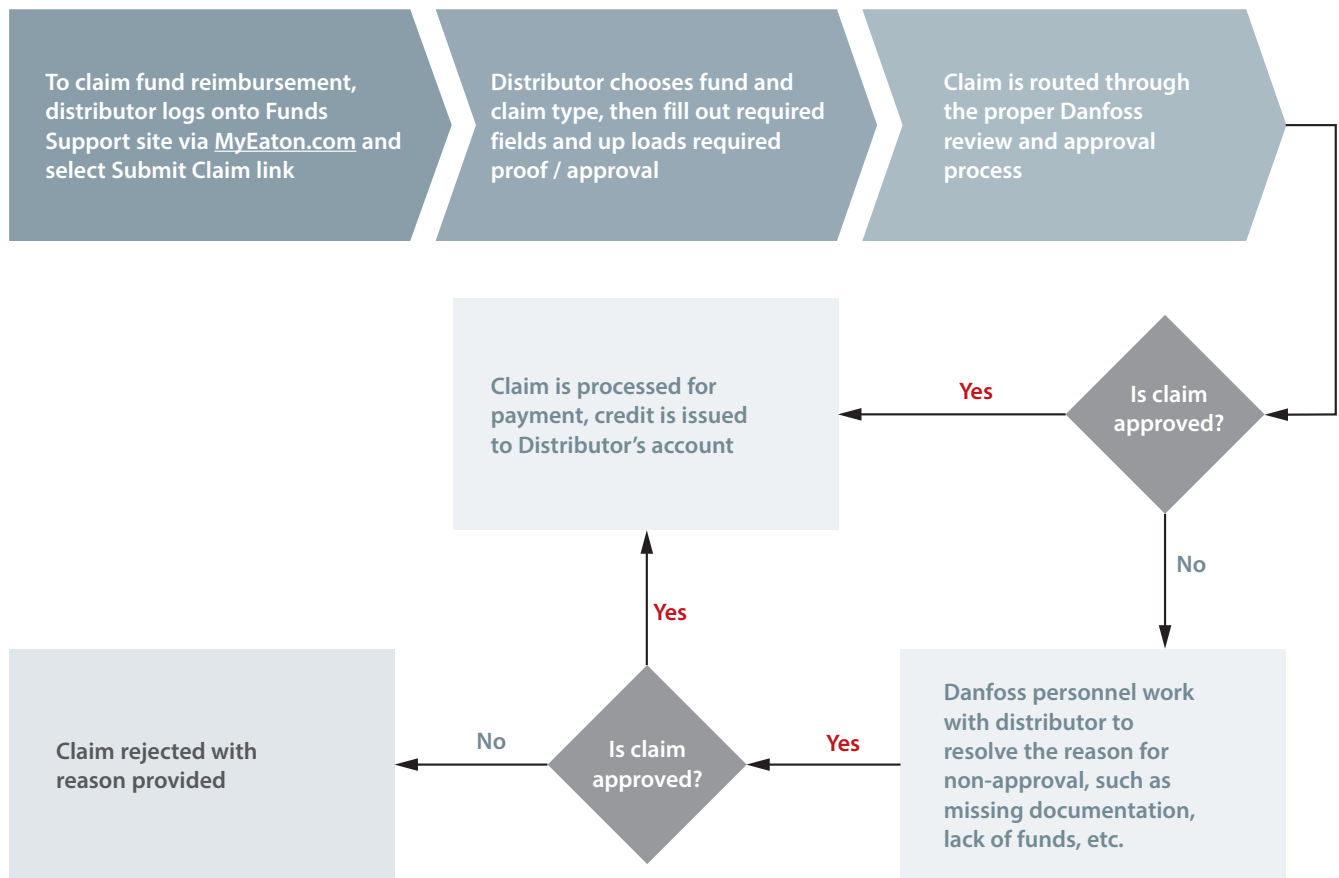 To claim fund reimbursement,
distributor logs onto Funds
Support site via MyEaton.com and
select Submit Claim link
Distributor chooses fund and
claim type, then fill out required
fields and up loads required
proof / approval
Claim is routed through
the proper Danfoss
review and approval
process
Is claim
approved?
Yes
Claim is processed for
payment, credit is issued
to Distributor's account
No
Danfoss personnel work
with distributor to
resolve the reason for
non-approval, such as
missing documentation,
lack of funds, etc.
Yes
Is claim
approved?
Yes
No
Claim rejected with
reason provided